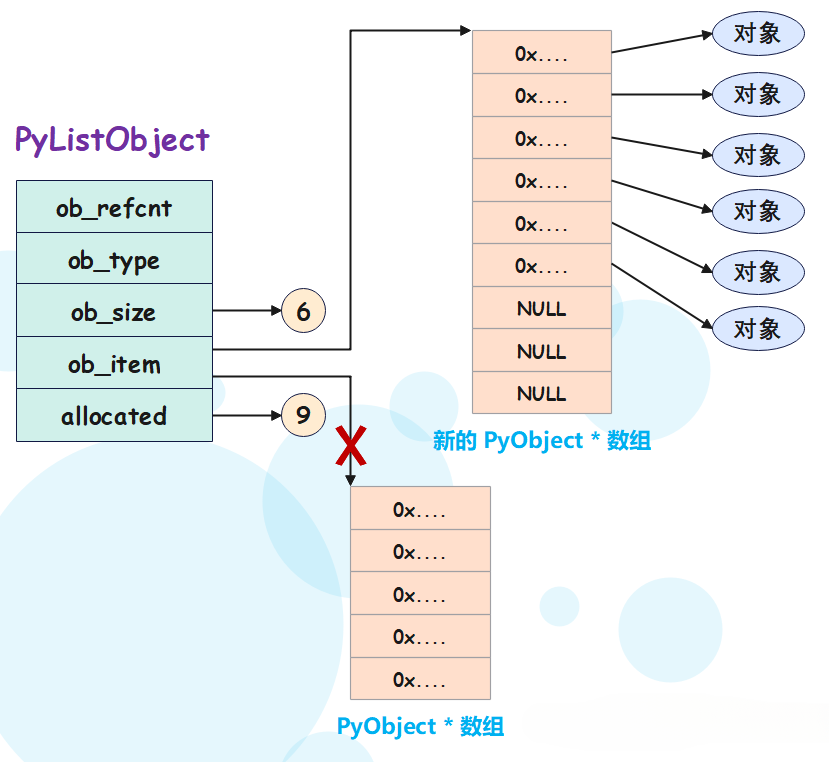 PyListObject
ob_refcnt
ob_type
ob_size
6
ob_item
allocated
9
0x....
0x....
0x....
0x....
0x....
0x....
NULL
NULL
NULL
对象
对象
对象
对象
对象
对象
新的 PyObject * 数组
0x....
0x....
0x....
0x....
0x....
PyObject * 数组